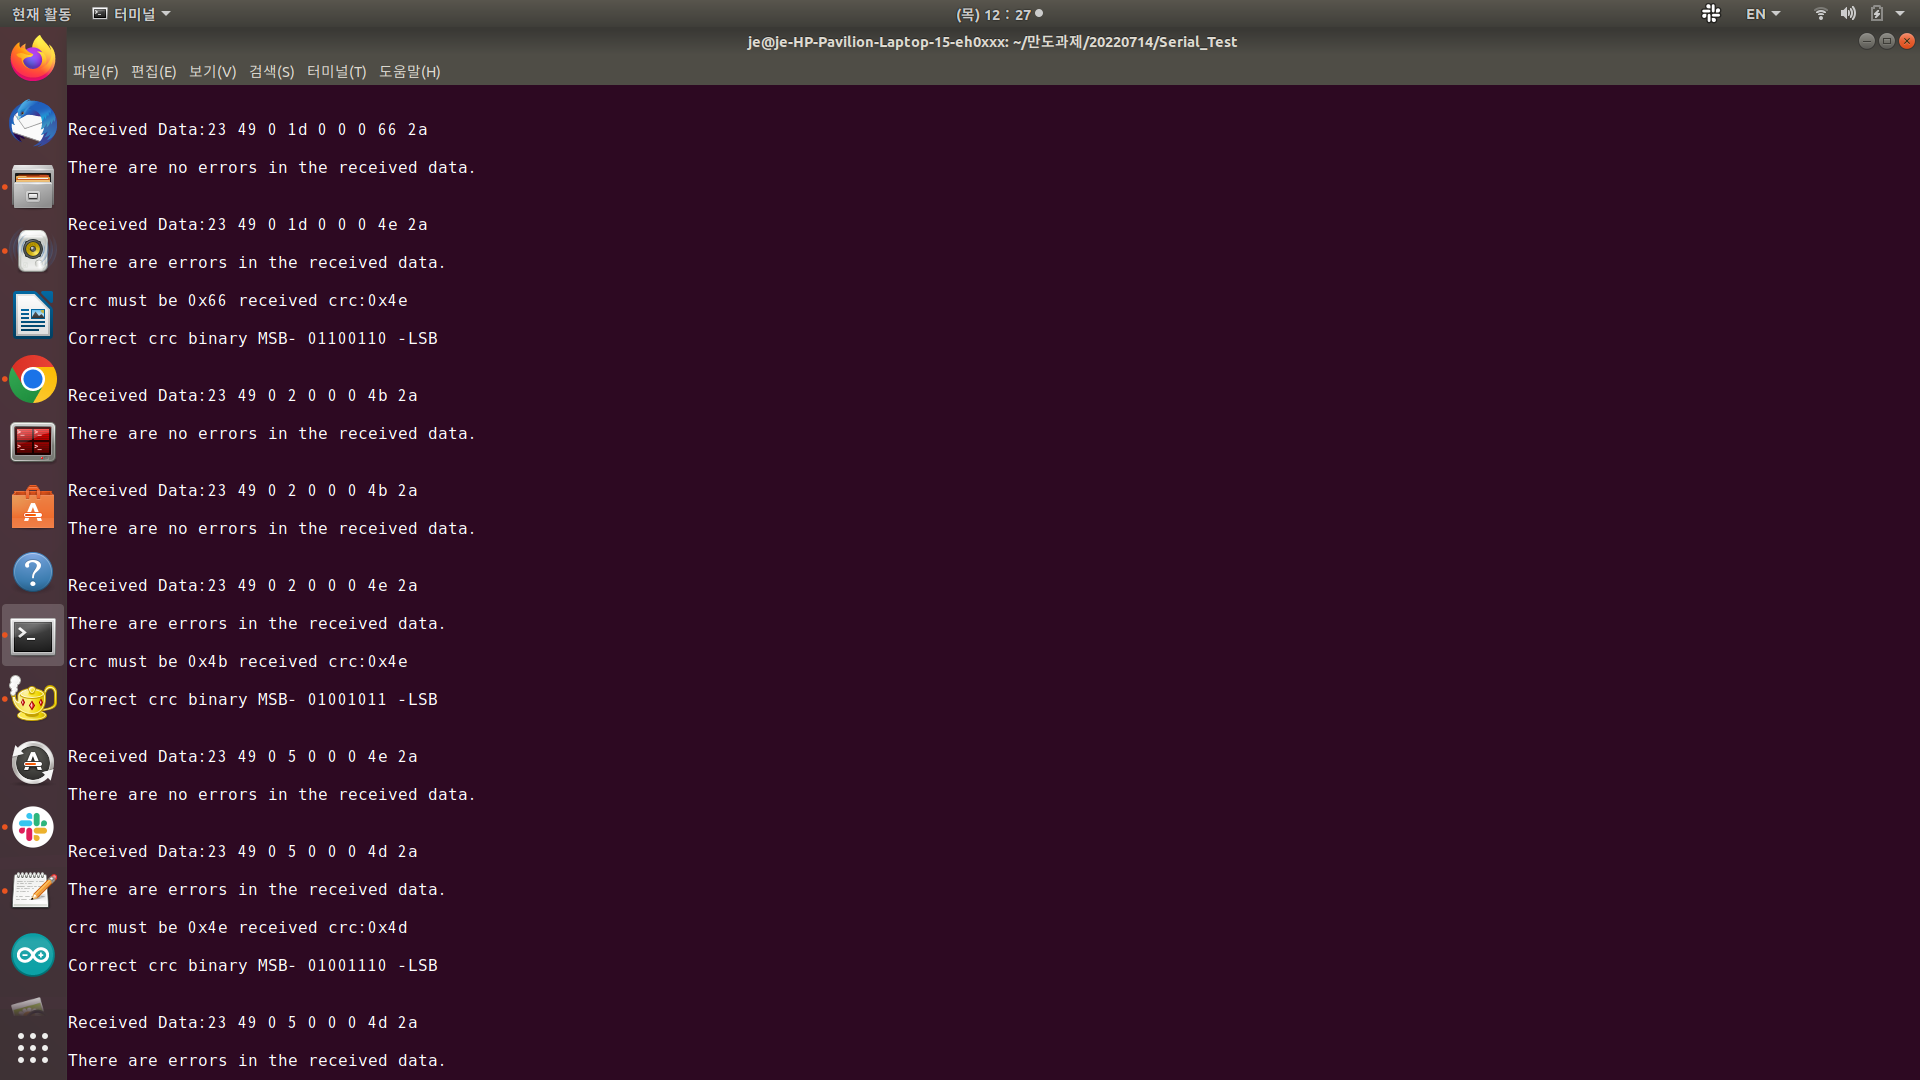 현재 활동 터미널 (목) 12 : 27 EN
je@je-HP-Pavilion-Laptop-15-eh0xxx: ~/만도과제/20220714/Serial_Test
파일(F) 편집(E) 보기(V) 검색(S) 터미널(T) 도움말(H)
Received Data:23 49 0 1d 0 0 0 66 2a
There are no errors in the received data.
Received Data:23 49 0 1d 0 0 0 4e 2a
There are errors in the received data.
crc must be 0x66 received crc:0x4e
Correct crc binary MSB- 01100110 -LSB
Received Data:23 49 0 2 0 0 0 4b 2a
There are no errors in the received data.
Received Data:23 49 0 2 0 0 0 4b 2a
There are no errors in the received data.
Received Data:23 49 0 2 0 0 0 4e 2a
There are errors in the received data.
crc must be 0x4b received crc:0x4e
Correct crc binary MSB- 01001011 -LSB
Received Data:23 49 0 5 0 0 0 4e 2a
There are no errors in the received data.
Received Data:23 49 0 5 0 0 0 4d 2a
There are errors in the received data.
crc must be 0x4e received crc:0x4d
Correct crc binary MSB- 01001110 -LSB
Received Data:23 49 0 5 0 0 0 4d 2a
There are errors in the received data.